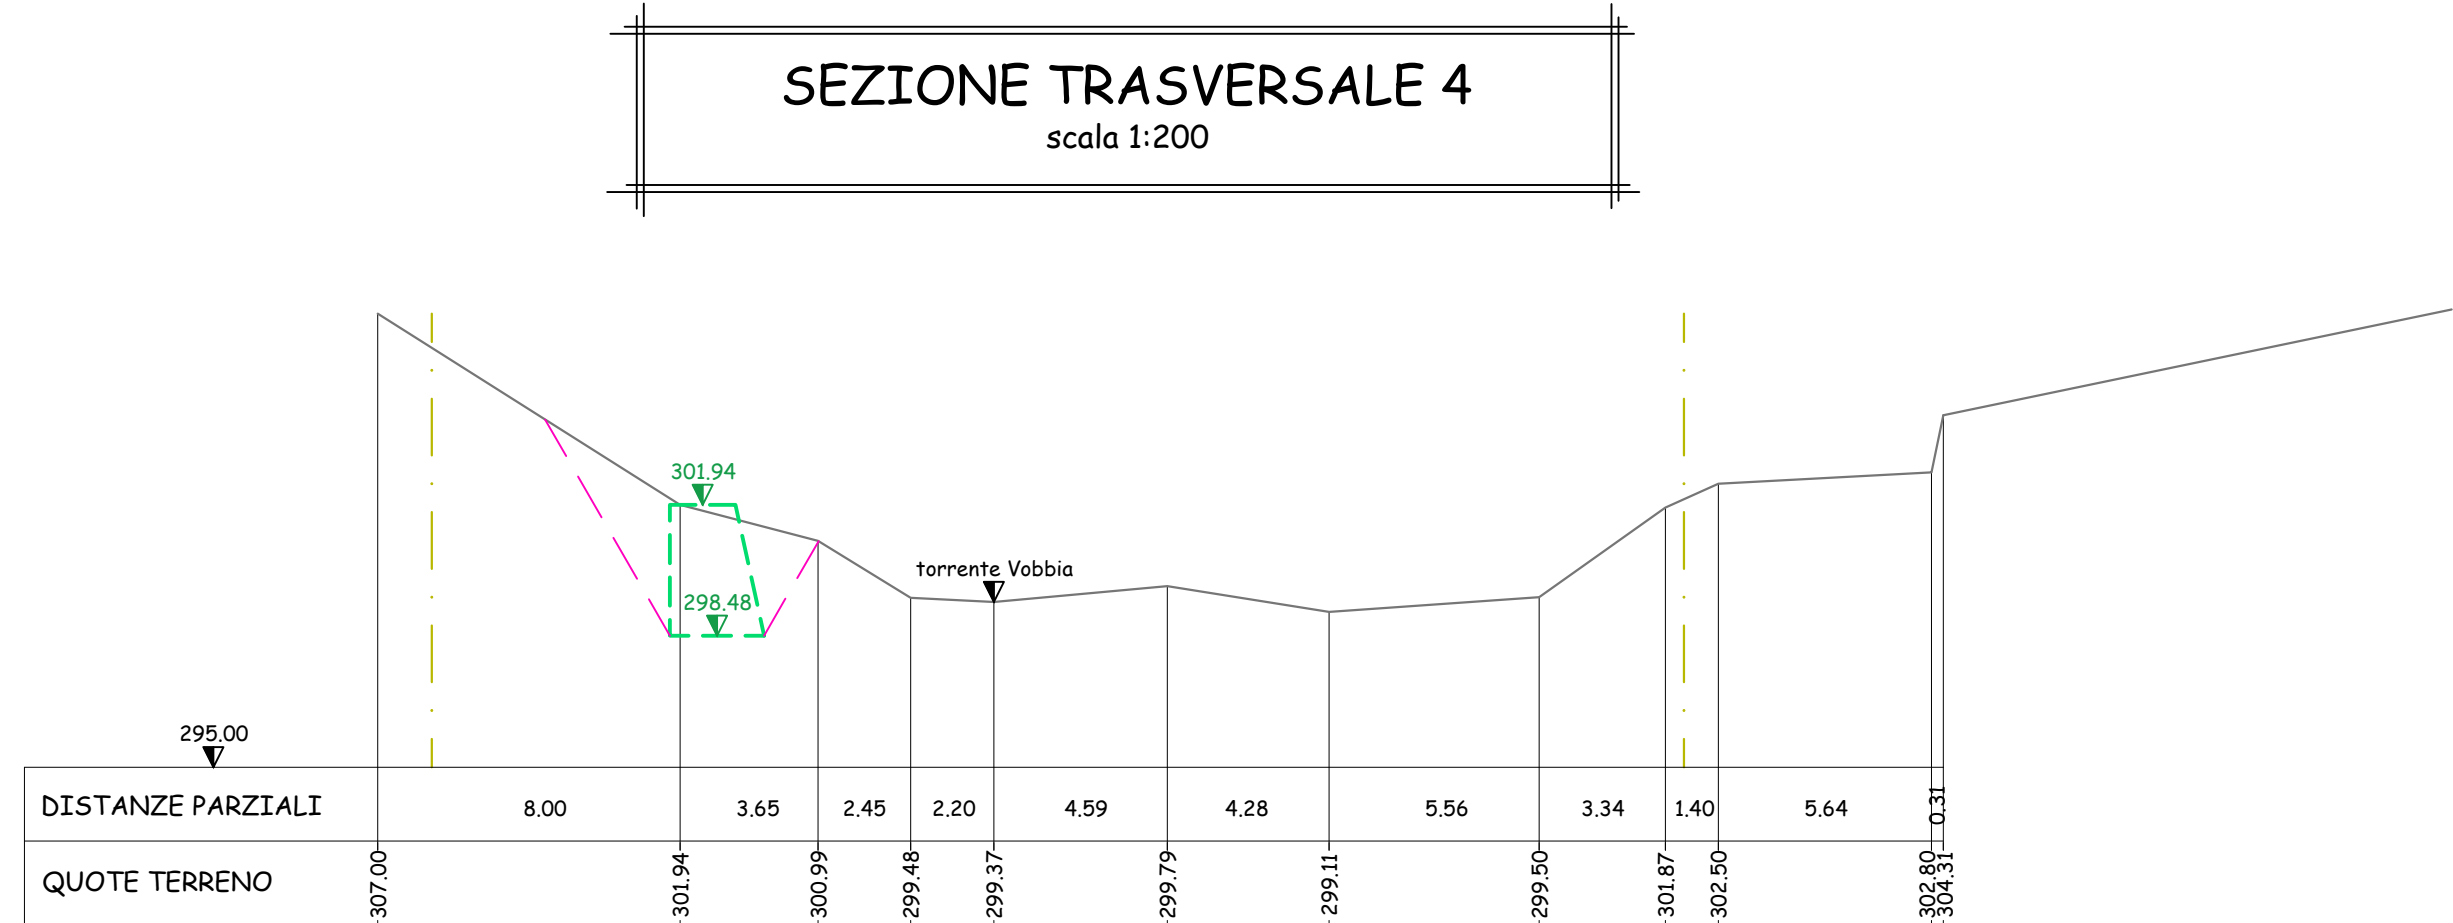 SEZIONE TRASVERSALE 4
scala 1:200
301.94
torrente Vobbia
298.48
295.00
DISTANZE PARZIALI 8.00 3.65 2.45 2.20 4.59 4.28 5.56 3.34 1.40 5.64 0.31
QUOTE TERRENO 307.00 301.94 300.99 299.48 299.37 299.79 299.11 299.50 301.87 302.50 302.80 304.31